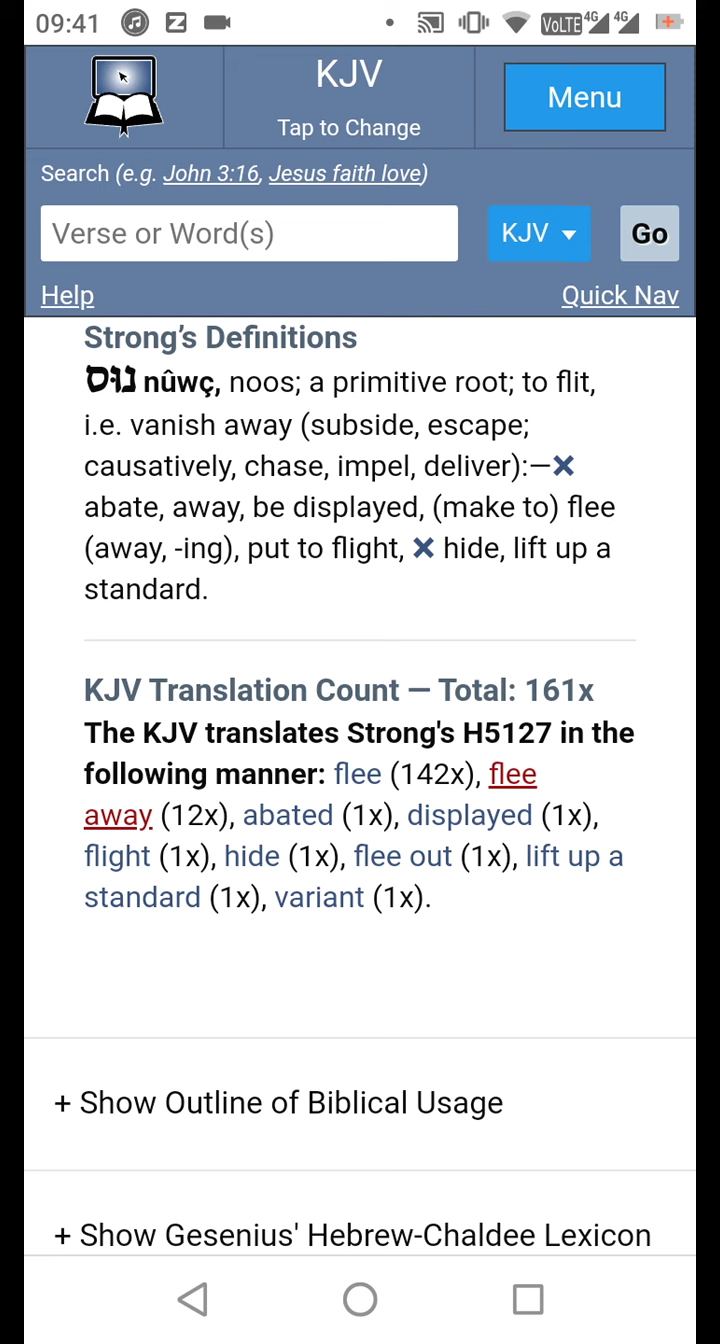 09:41 VoLTE 4G 4G
KJV
Tap to Change
Menu
Search (e.g. John 3:16, Jesus faith love)
Verse or Word(s) KJV Go
Help Quick Nav
Strong’s Definitions
נוּס nûwç, noos; a primitive root; to flit,
i.e. vanish away (subside, escape;
causatively, chase, impel, deliver):—✕
abate, away, be displayed, (make to) flee
(away, -ing), put to flight, ✕ hide, lift up a
standard.
KJV Translation Count — Total: 161x
The KJV translates Strong's H5127 in the
following manner: flee (142x), flee
away (12x), abated (1x), displayed (1x),
flight (1x), hide (1x), flee out (1x), lift up a
standard (1x), variant (1x).
+ Show Outline of Biblical Usage
+ Show Gesenius' Hebrew-Chaldee Lexicon